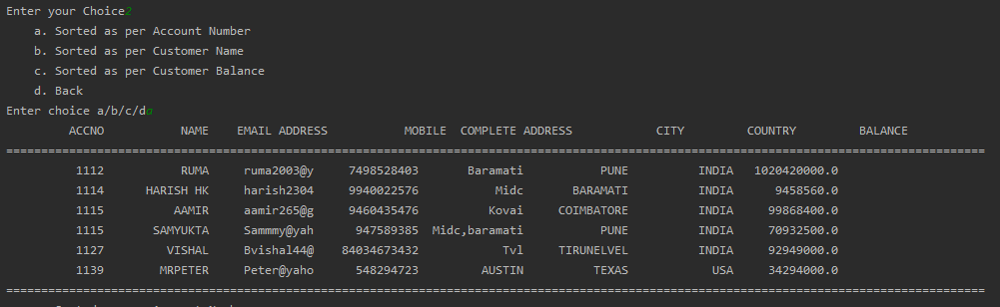 Enter your Choice2
a. Sorted as per Account Number
b. Sorted as per Customer Name
c. Sorted as per Customer Balance
d. Back
Enter choice a/b/c/da
ACCNO NAME EMAIL ADDRESS MOBILE COMPLETE ADDRESS CITY COUNTRY BALANCE
============================================================================================================================================
1112 RUMA ruma2003@y 7498528403 Baramati PUNE INDIA 1020420000.0
1114 HARISH HK harish2304 9940022576 Midc BARAMATI INDIA 9458560.0
1115 AAMIR aamir265@g 9460435476 Kovai COIMBATORE INDIA 99868400.0
1115 SAMYUKTA Sammmy@yah 947589385 Midc,baramati PUNE INDIA 70932500.0
1127 VISHAL Bvishal44@ 84034673432 Tvl TIRUNELVEL INDIA 92949000.0
1139 MRPETER Peter@yaho 548294723 AUSTIN TEXAS USA 34294000.0
============================================================================================================================================